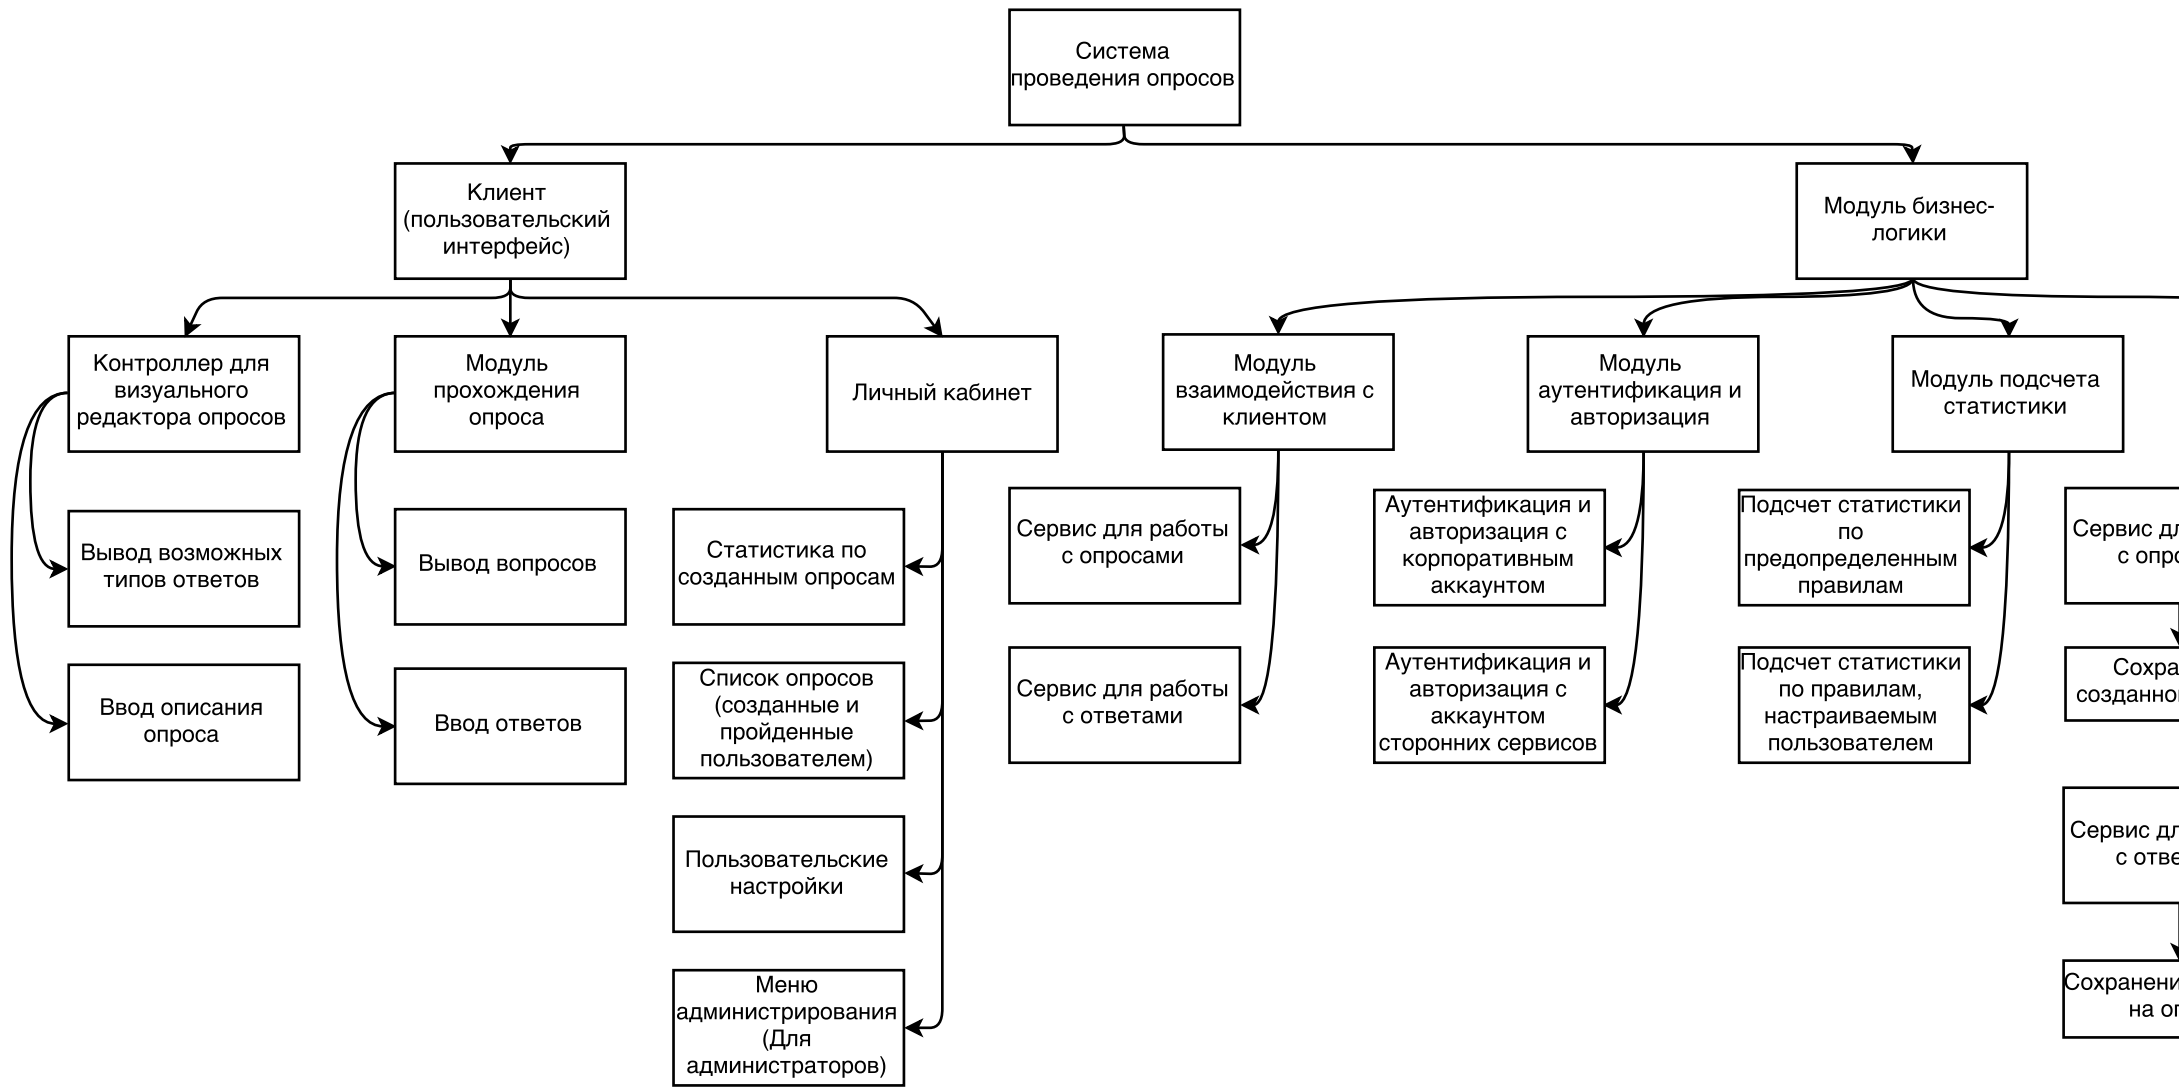 Система
проведения опросов
Клиент
(пользовательский
интерфейс)
Модуль бизнес-
логики
Контроллер для
визуального
редактора опросов
Модуль
прохождения
опроса
Личный кабинет
Модуль
взаимодействия с
клиентом
Модуль
аутентификация и
авторизация
Модуль подсчета
статистики
Вывод возможных
типов ответов
Ввод описания
опроса
Вывод вопросов
Ввод ответов
Статистика по
созданным опросам
Список опросов
(созданные и
пройденные
пользователем)
Пользовательские
настройки
Меню
администрирования
(Для
администраторов)
Сервис для работы
с опросами
Сервис для работы
с ответами
Аутентификация и
авторизация с
корпоративным
аккаунтом
Аутентификация и
авторизация с
аккаунтом
сторонних сервисов
Подсчет статистики
по
предопределенным
правилам
Подсчет статистики
по правилам,
настраиваемым
пользователем
Сервис
с
Сервис
с
на